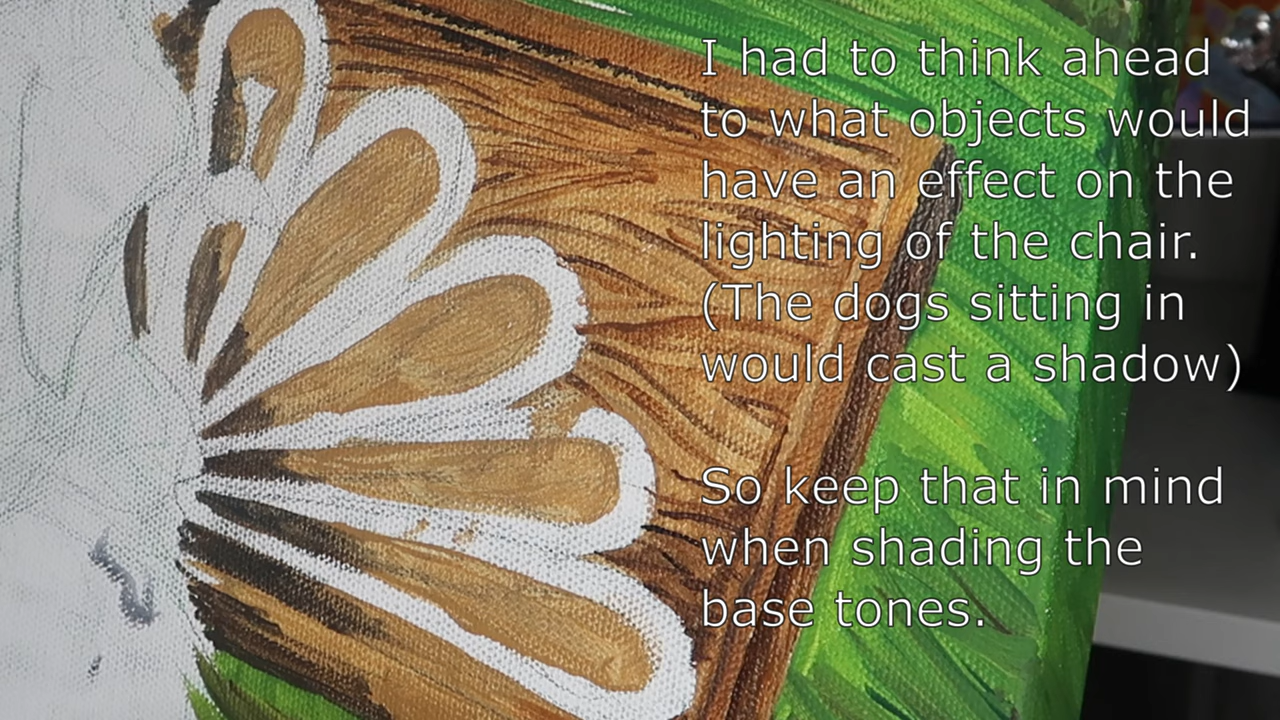 I had to think ahead
to what objects would
have an effect on the
lighting of the chair.
(The dogs sitting in
would cast a shadow)
So keep that in mind
when shading the
base tones.